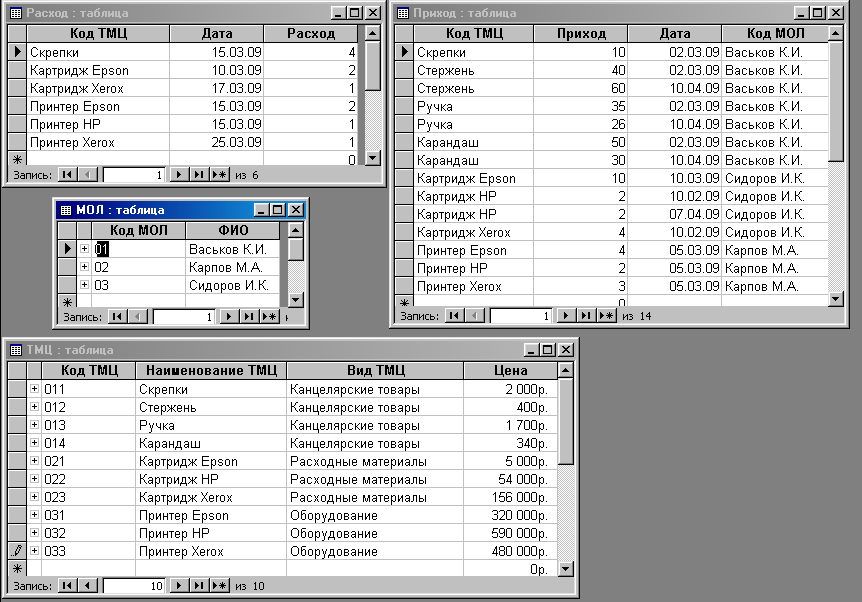 Расход : таблица
Код ТМЦ Дата Расход
Скрепки 15.03.09 4
Картридж Epson 10.03.09 2
Картридж Xerox 17.03.09 1
Принтер Epson 15.03.09 2
Принтер HP 15.03.09 1
Принтер Xerox 25.03.09 1
0
Запись: 1 из 6
Приход : таблица
Код ТМЦ Приход Дата Код МОЛ
Скрепки 10 02.03.09 Васьков К.И.
Стержень 40 02.03.09 Васьков К.И.
Стержень 60 10.04.09 Васьков К.И.
Ручка 35 02.03.09 Васьков К.И.
Ручка 26 10.04.09 Васьков К.И.
Карандаш 50 02.03.09 Васьков К.И.
Карандаш 30 10.04.09 Васьков К.И.
Картридж Epson 10 10.03.09 Сидоров И.К.
Картридж HP 2 10.02.09 Сидоров И.К.
Картридж HP 2 07.04.09 Сидоров И.К.
Картридж Xerox 4 10.02.09 Сидоров И.К.
Принтер Epson 4 05.03.09 Карпов М.А.
Принтер HP 2 05.03.09 Карпов М.А.
Принтер Xerox 3 05.03.09 Карпов М.А.
0
Запись: 1 из 14
МОЛ : таблица
Код МОЛ ФИО
01 Васьков К.И.
02 Карпов М.А.
03 Сидоров И.К.
Запись: 1
ТМЦ : таблица
Код ТМЦ Наименование ТМЦ Вид ТМЦ Цена
011 Скрепки Канцелярские товары 2 000р.
012 Стержень Канцелярские товары 400р.
013 Ручка Канцелярские товары 1 700р.
014 Карандаш Канцелярские товары 340р.
021 Картридж Epson Расходные материалы 5 000р.
022 Картридж HP Расходные материалы 54 000р.
023 Картридж Xerox Расходные материалы 156 000р.
031 Принтер Epson Оборудование 320 000р.
032 Принтер HP Оборудование 590 000р.
033 Принтер Xerox Оборудование 480 000р.
0р.
Запись: 10 из 10